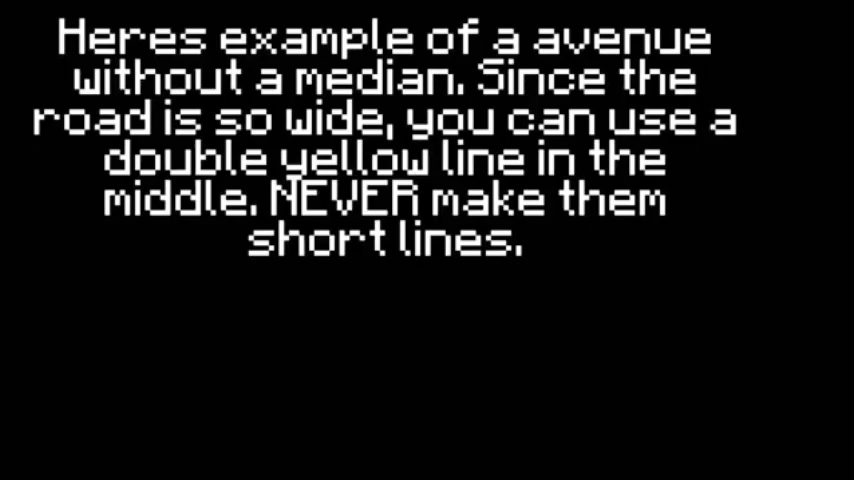 Heres example of a avenue
without a median. Since the
road is so wide, you can use a
double yellow line in the
middle. NEVER make them
short lines.